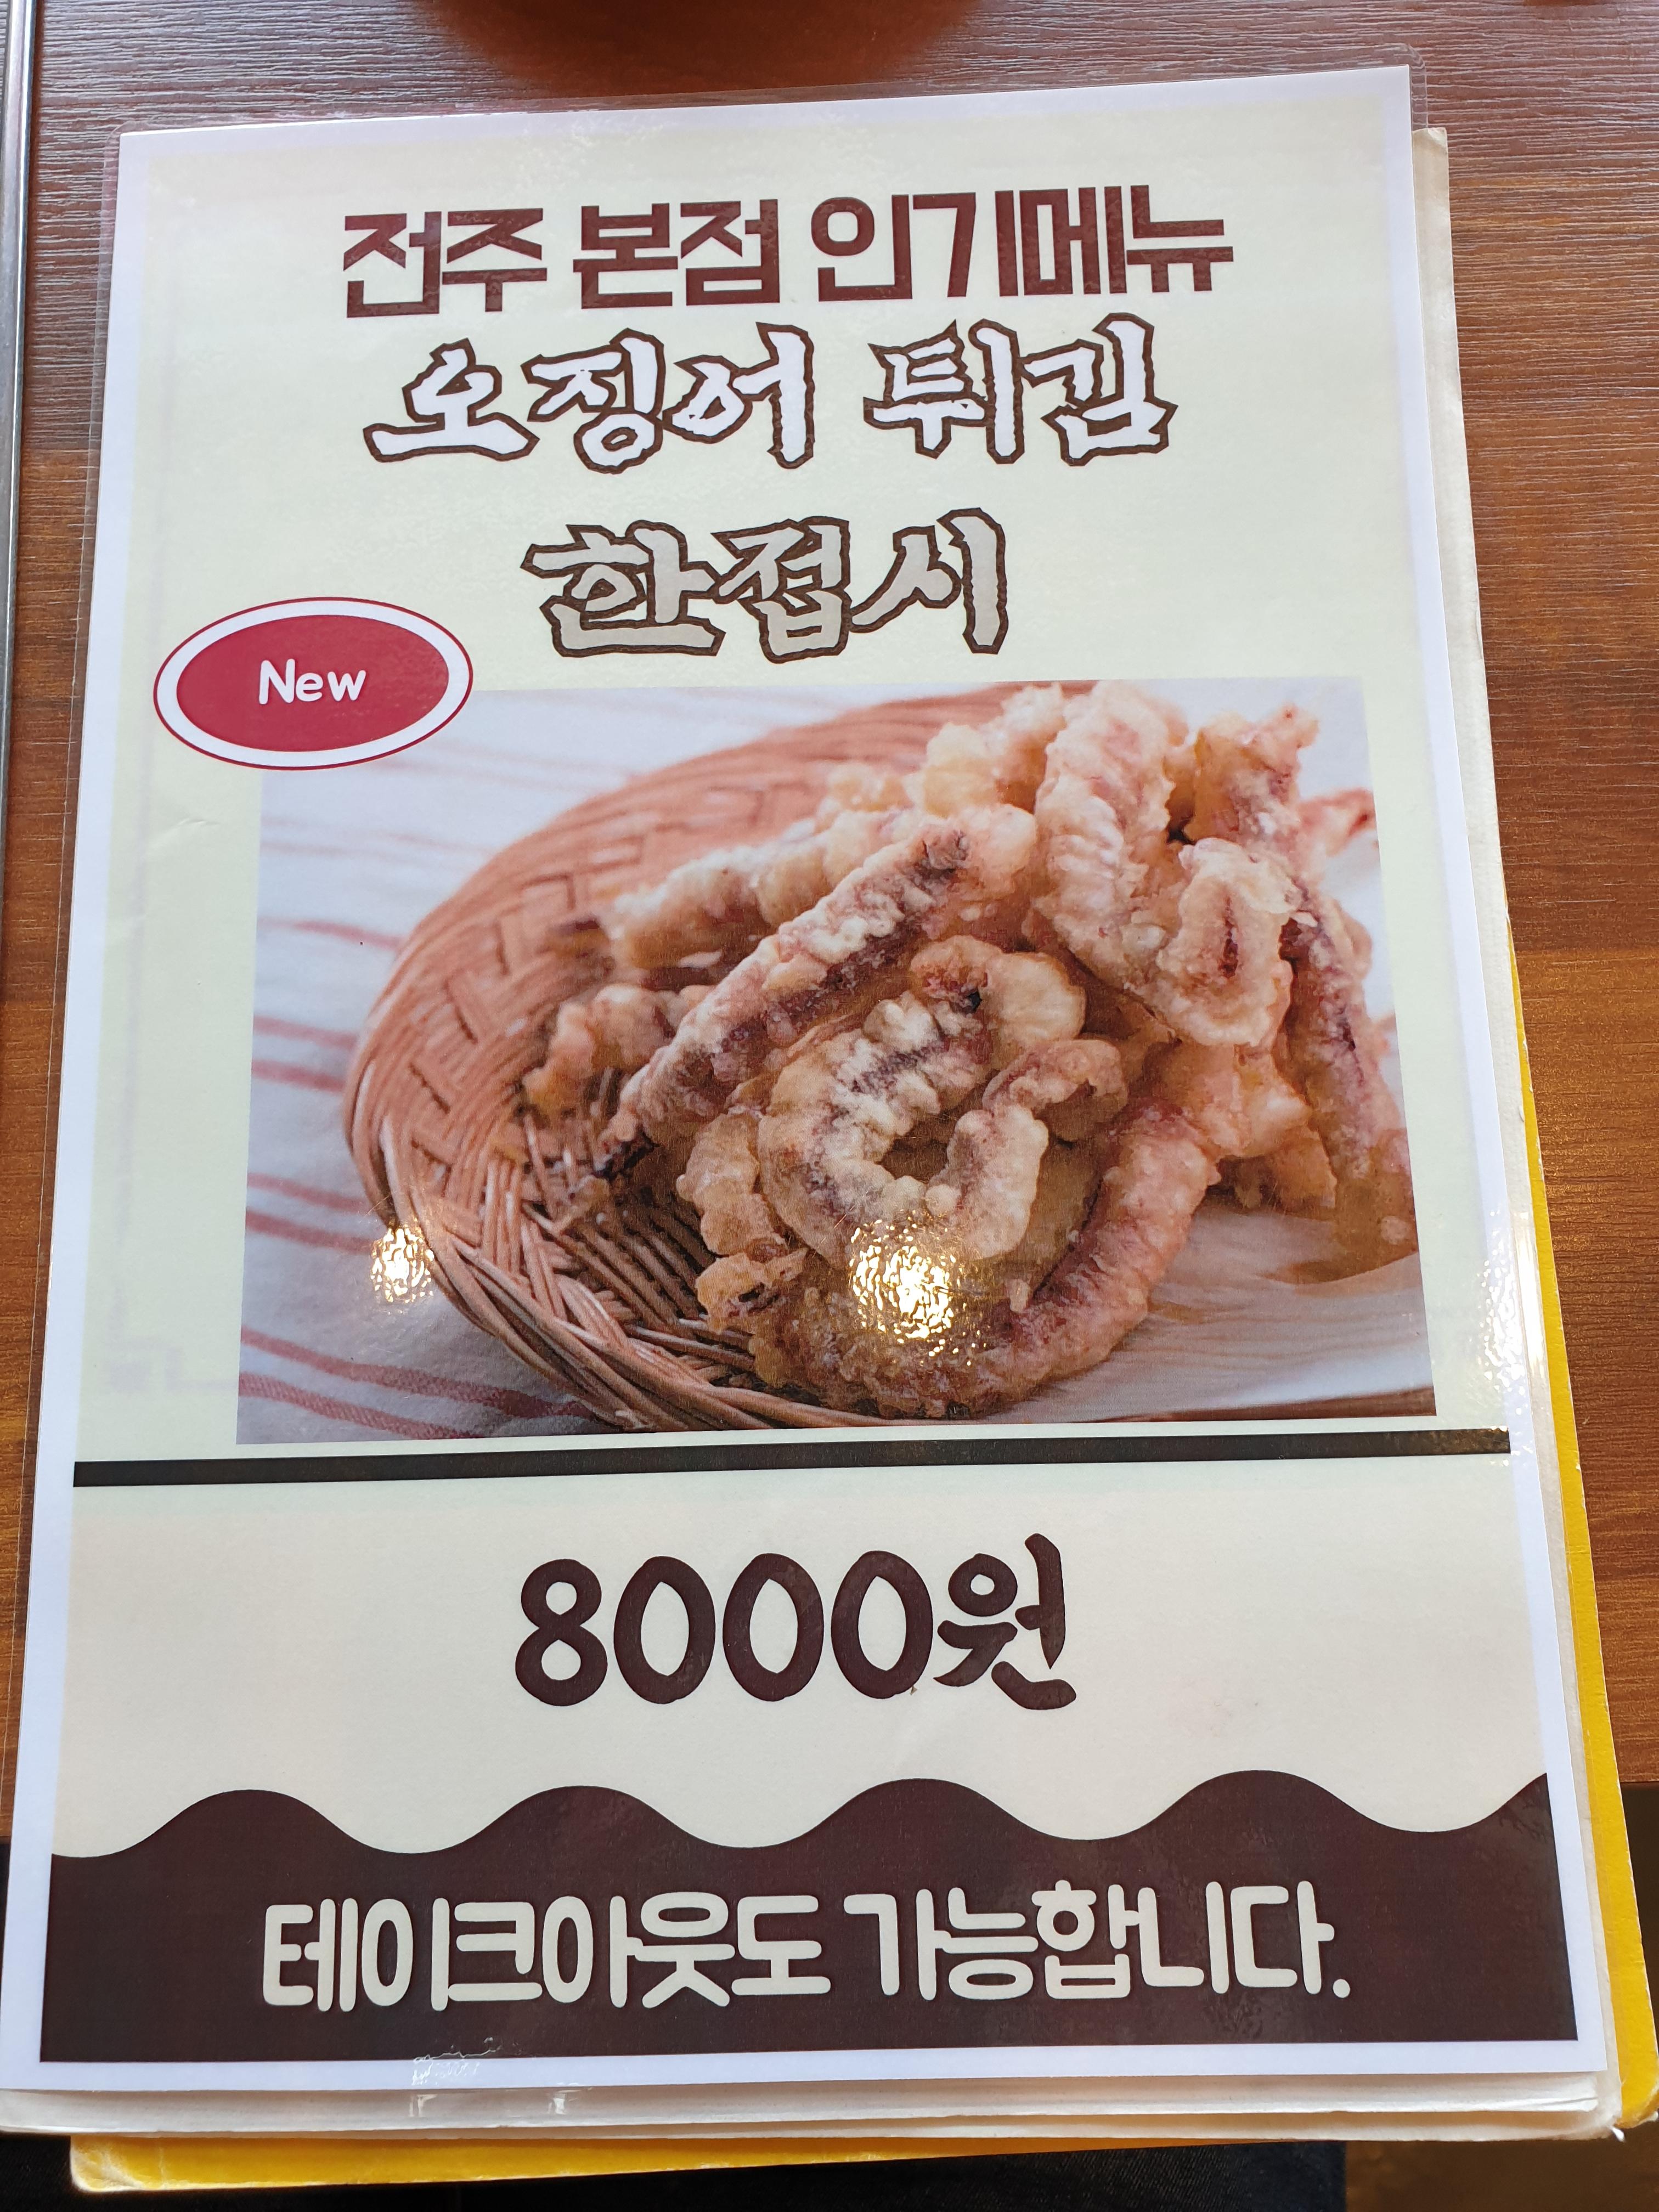 전주 본점 인기메뉴
오징어 튀김
한접시
New
8000원
테이크아웃도 가능합니다.